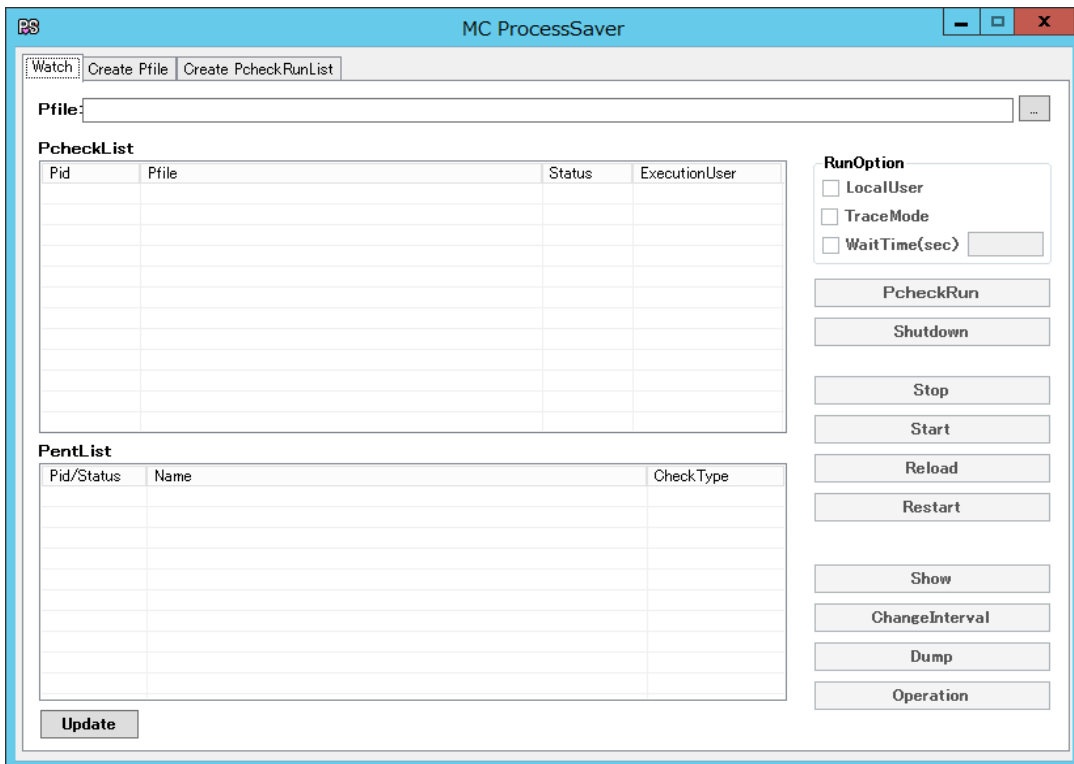 PS
MC ProcessSaver
Watch Create Pfile Create PcheckRunList
Pfile: ...
PcheckList
Pid Pfile Status ExecutionUser
RunOption
LocalUser
TraceMode
WaitTime(sec)
PcheckRun
Shutdown
Stop
Start
Reload
Restart
PentList
Pid/Status Name CheckType
Show
ChangeInterval
Dump
Operation
Update